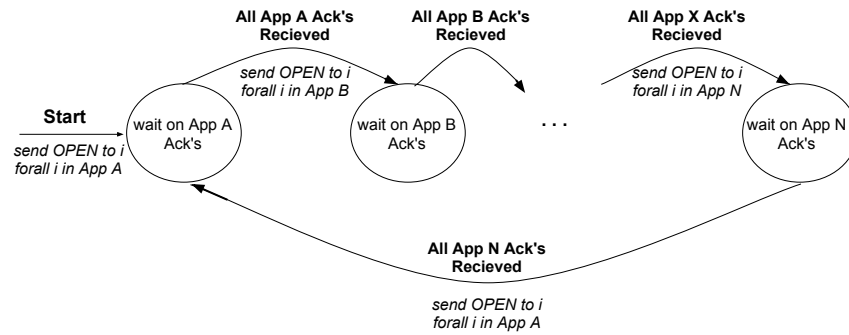 All App A Ack's
Recieved
send OPEN to i
forall i in App B
All App B Ack's
Recieved
All App X Ack's
Recieved
send OPEN to i
forall i in App N
Start
send OPEN to i
forall i in App A
wait on App A
Ack's
wait on App B
Ack's
. . .
wait on App N
Ack's
All App N Ack's
Recieved
send OPEN to i
forall i in App A